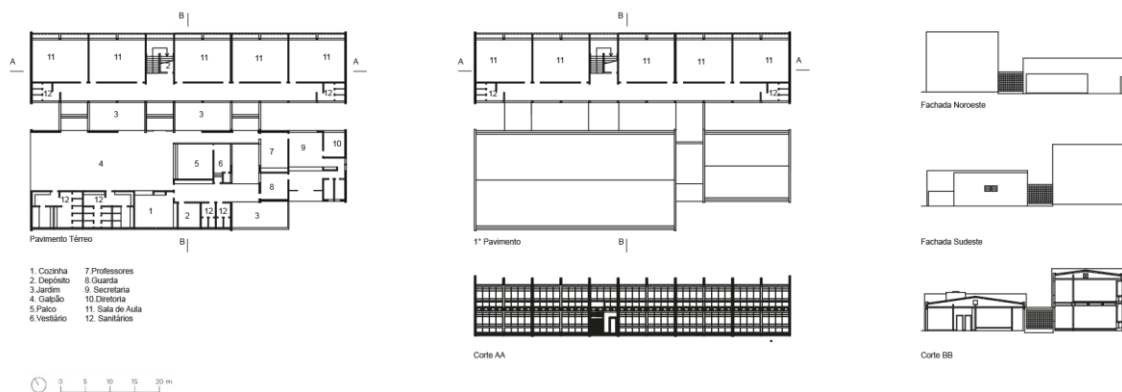 B
A
11
11
2
11
11
11
A
12
12
3
3
4
5
6
7
9
10
8
12
12
1
2
12
12
3
Pavimento Térreo
B
1. Cozinha
2. Depósito
3.Jardim
4. Galpão
5.Palco
6.Vestiário
7.Professores
8.Guarda
9. Secretaria
10.Diretoria
11. Sala de Aula
12. Sanitários
0 5 10 15 20 m
B
A
11
11
11
11
11
A
12
12
1° Pavimento
B
Corte AA
Fachada Noroeste
Fachada Sudeste
Corte BB